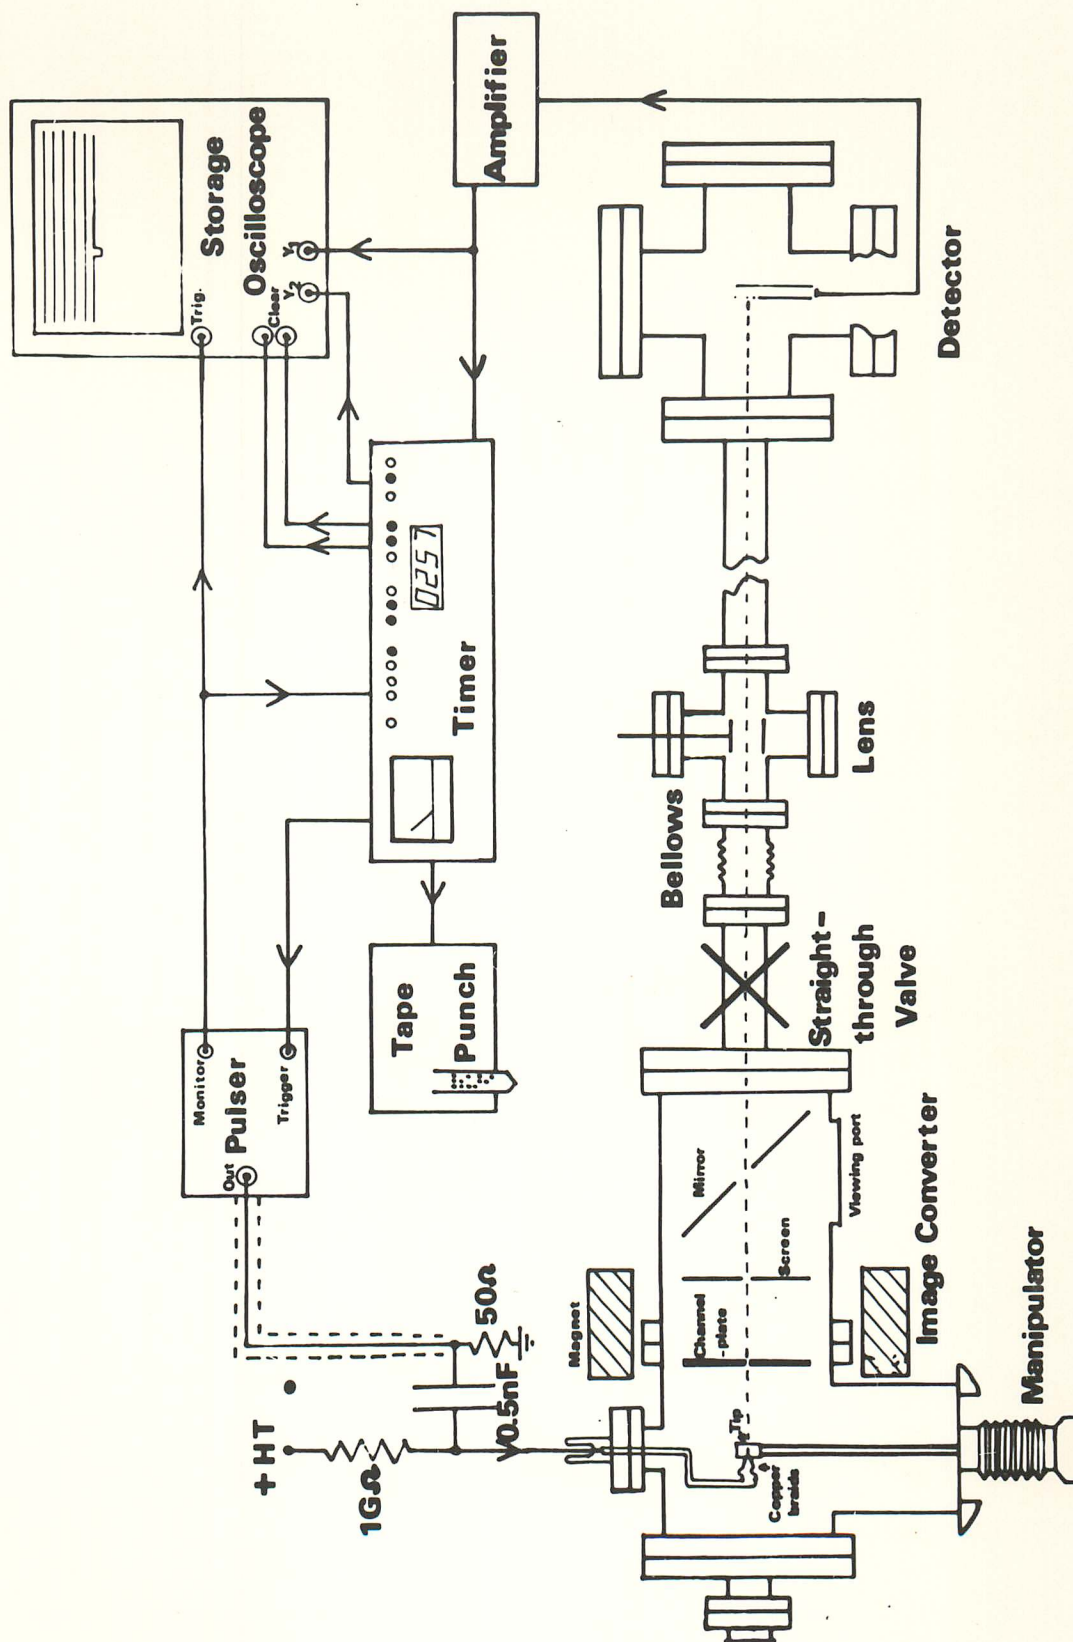 +HT
1GΩ
0.5nF
50Ω
Out
Monitor
Pulser
Trigger
Tape
Punch
Timer
0257
Trig.
Clear
Storage
Oscilloscope
Y2
Y1
Amplifier
Magnet
Copper
braids
Tip
Channel
-plate
Screen
Mirror
Viewing port
Manipulator
Image Converter
Straight-
through
Valve
Bellows
Lens
Detector